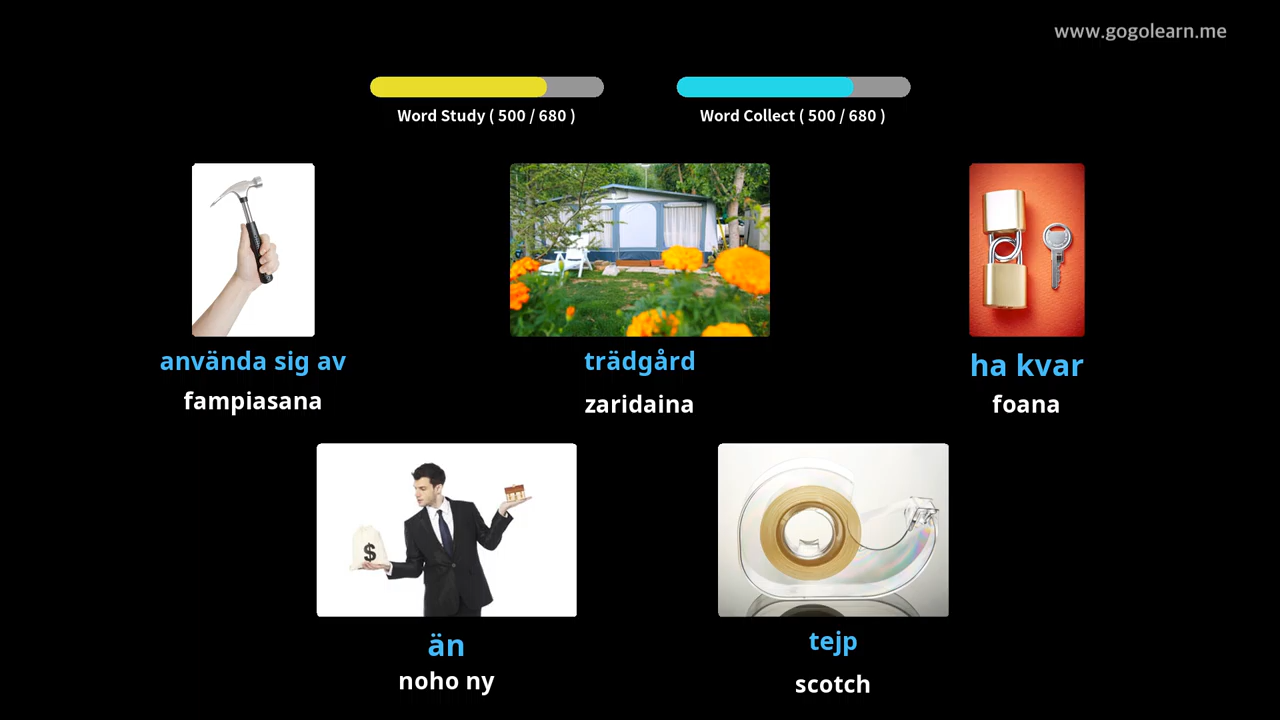 www.gogolearn.me
Word Study ( 500 / 680 )
Word Collect ( 500 / 680 )
använda sig av
fampiasana
trädgård
zaridaina
ha kvar
foana
$
än
noho ny
tejp
scotch